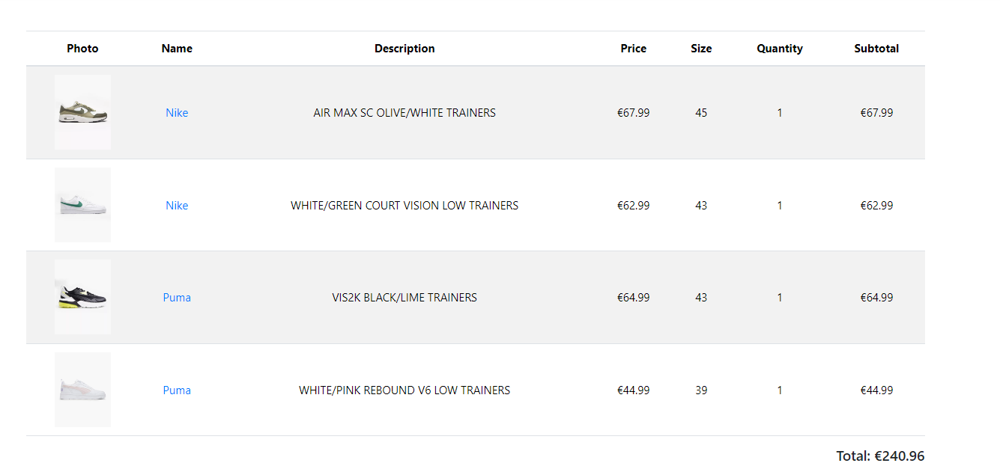 Photo Name Description Price Size Quantity Subtotal
Nike AIR MAX SC OLIVE/WHITE TRAINERS €67.99 45 1 €67.99
Nike WHITE/GREEN COURT VISION LOW TRAINERS €62.99 43 1 €62.99
Puma VIS2K BLACK/LIME TRAINERS €64.99 43 1 €64.99
Puma WHITE/PINK REBOUND V6 LOW TRAINERS €44.99 39 1 €44.99
Total: €240.96